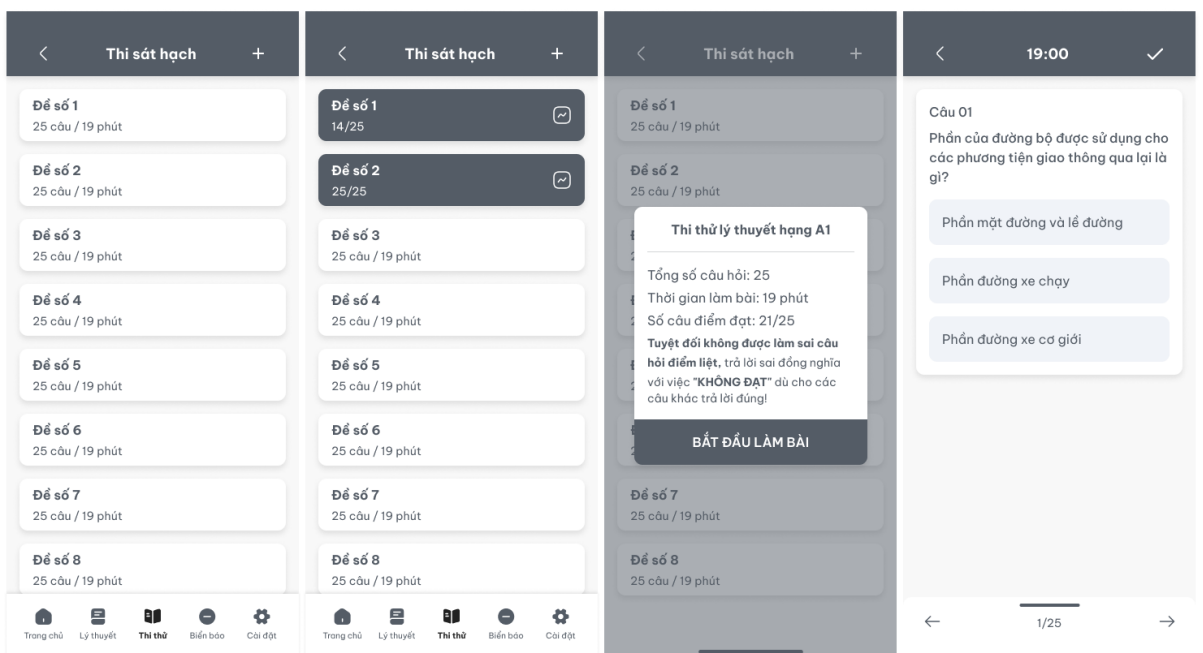 Thi sát hạch
+
Đề số 1
25 câu / 19 phút
Đề số 2
25 câu / 19 phút
Đề số 3
25 câu / 19 phút
Đề số 4
25 câu / 19 phút
Đề số 5
25 câu / 19 phút
Đề số 6
25 câu / 19 phút
Đề số 7
25 câu / 19 phút
Đề số 8
25 câu / 19 phút
Trang chủ Lý thuyết Thi thử Biển báo Cài đặt
Thi sát hạch
+
Đề số 1
14/25
Đề số 2
25/25
Đề số 3
25 câu / 19 phút
Đề số 4
25 câu / 19 phút
Đề số 5
25 câu / 19 phút
Đề số 6
25 câu / 19 phút
Đề số 7
25 câu / 19 phút
Đề số 8
25 câu / 19 phút
Trang chủ Lý thuyết Thi thử Biển báo Cài đặt
Thi sát hạch
+
Đề số 1
25 câu / 19 phút
Đề số 2
25 câu / 19 phút
Thi thử lý thuyết hạng A1
Tổng số câu hỏi: 25
Thời gian làm bài: 19 phút
Số câu điểm đạt: 21/25
Tuyệt đối không được làm sai câu
hỏi điểm liệt, trả lời sai đồng nghĩa
với việc "KHÔNG ĐẠT" dù cho các
câu khác trả lời đúng!
BẮT ĐẦU LÀM BÀI
Đề số 7
25 câu / 19 phút
Đề số 8
25 câu / 19 phút
19:00
Câu 01
Phần của đường bộ được sử dụng cho
các phương tiện giao thông qua lại là
gì?
Phần mặt đường và lề đường
Phần đường xe chạy
Phần đường xe cơ giới
1/25